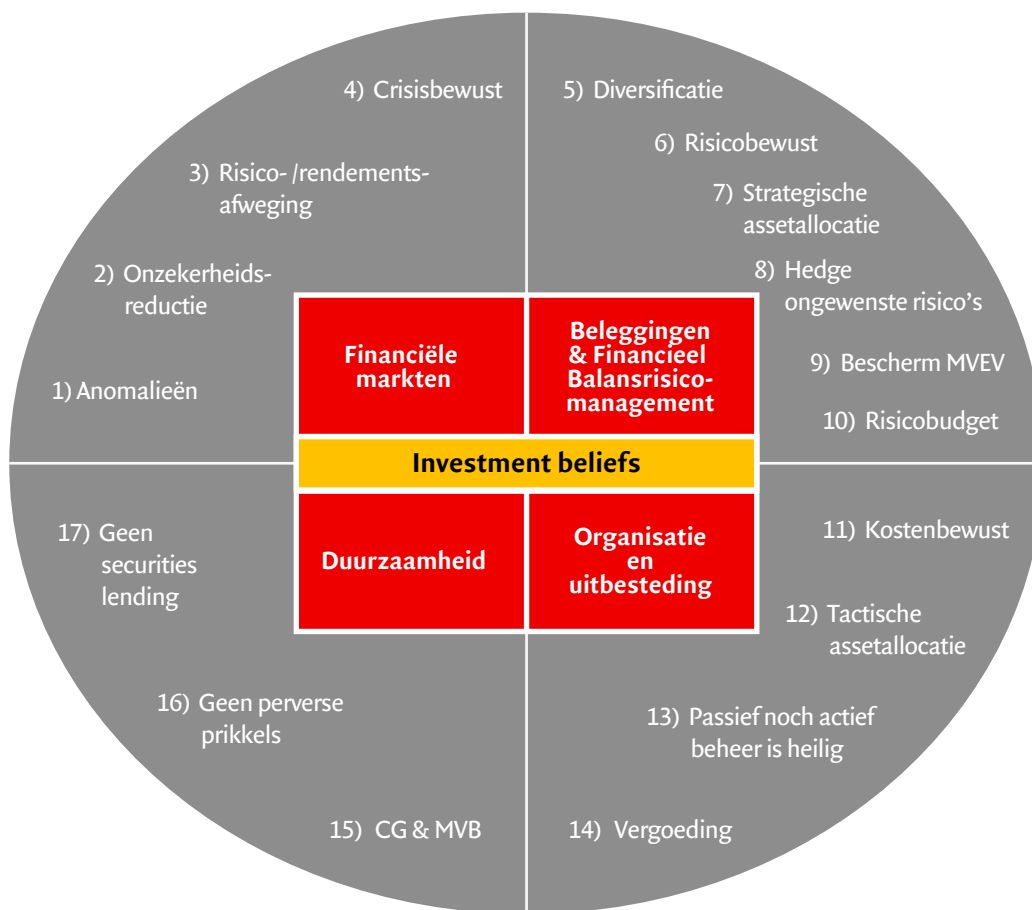 4) Crisisbewust
3) Risico- /rendements-
afweging
2) Onzekerheids-
reductie
1) Anomalieën
5) Diversificatie
6) Risicobewust
7) Strategische
assetallocatie
8) Hedge
ongewenste risico’s
9) Bescherm MVEV
10) Risicobudget
Financiële
markten
Beleggingen
& Financieel
Balansrisico-
management
Investment beliefs
Duurzaamheid
Organisatie
en
uitbesteding
17) Geen
securities
lending
16) Geen perverse
prikkels
15) CG & MVB
11) Kostenbewust
12) Tactische
assetallocatie
13) Passief noch actief
beheer is heilig
14) Vergoeding